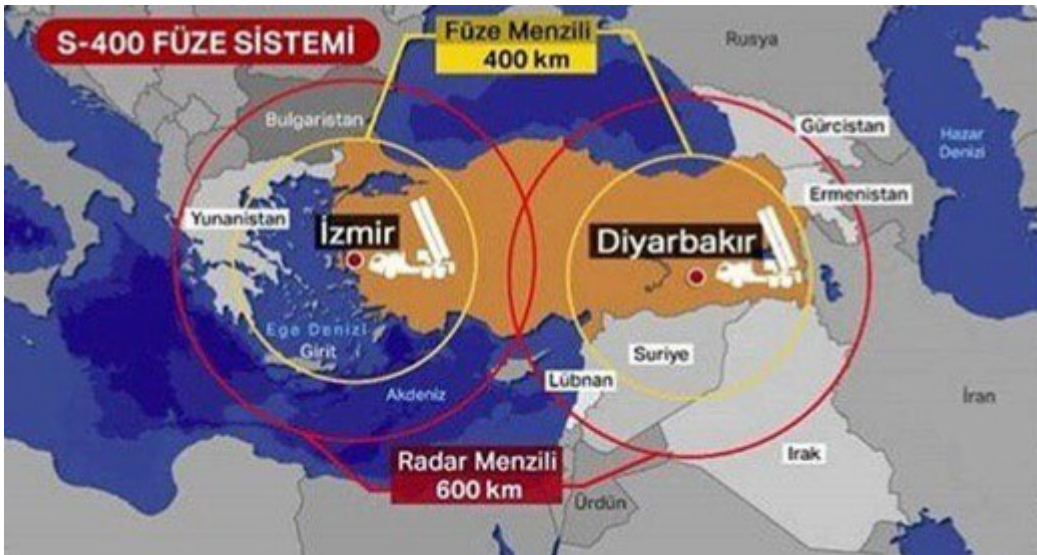 S-400 FÜZE SİSTEMİ
Füze Menzili
400 km
Rusya
Bulgaristan
Gürcistan
Hazar
Denizi
Ermenistan
Yunanistan
İzmir
Diyarbakır
Ege Denizi
Girit
Suriye
Lübnan
Akdeniz
İran
Radar Menzili
600 km
Irak
Ürdün